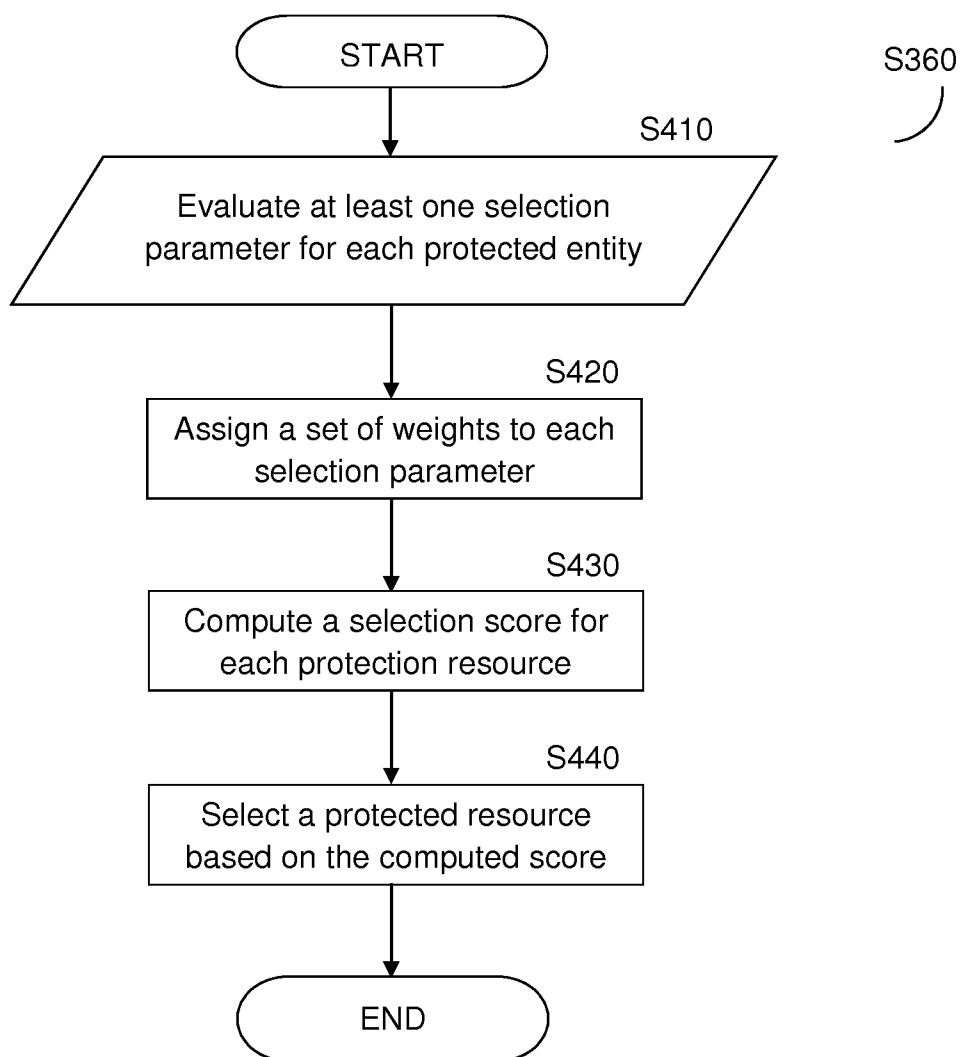 START
S360
S410
Evaluate at least one selection
parameter for each protected entity
S420
Assign a set of weights to each
selection parameter
S430
Compute a selection score for
each protection resource
S440
Select a protected resource
based on the computed score
END